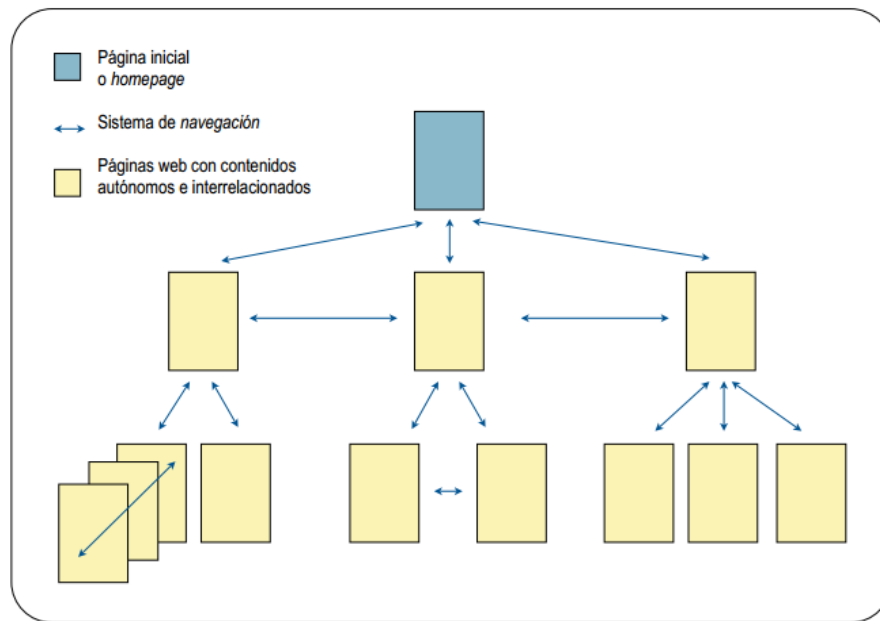 Página inicial
o homepage
Sistema de navegación
Páginas web con contenidos
autónomos e interrelacionados